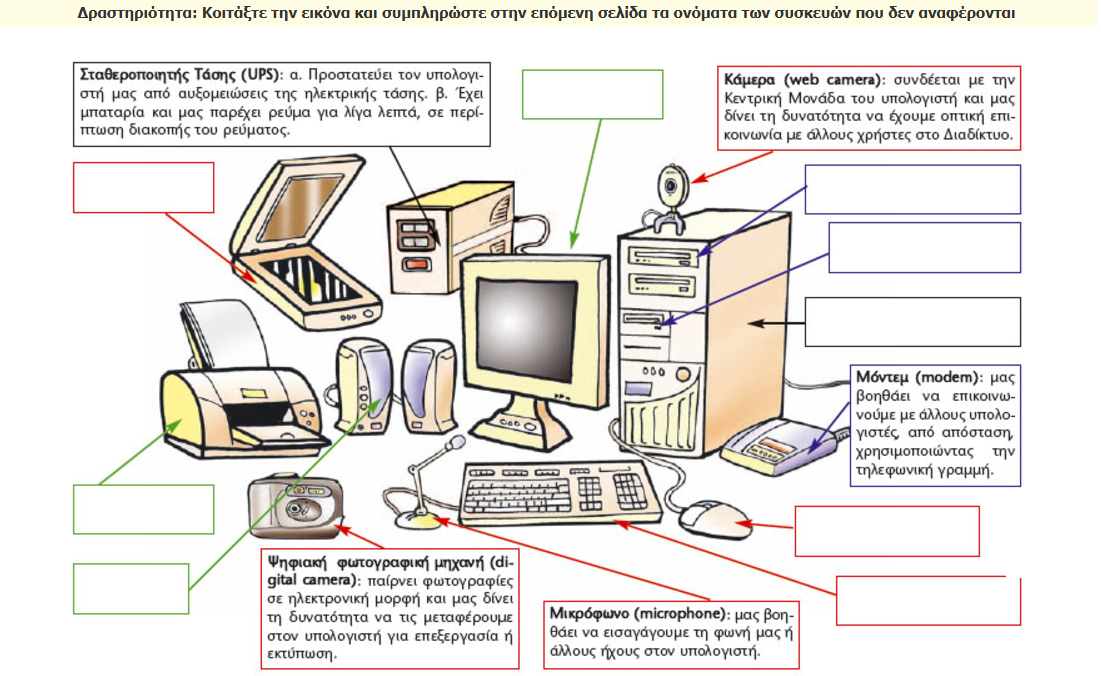 Δραστηριότητα: Κοιτάξτε την εικόνα και συμπληρώστε στην επόμενη σελίδα τα ονόματα των συσκευών που δεν αναφέρονται
Σταθεροποιητής Τάσης (UPS): α. Προστατεύει τον υπολογι-
στή μας από αυξομειώσεις της ηλεκτρικής τάσης. β. Έχει
μπαταρία και μας παρέχει ρεύμα για λίγα λεπτά, σε περί-
πτωση διακοπής του ρεύματος.
Κάμερα (web camera): συνδέεται με την
Κεντρική Μονάδα του υπολογιστή και μας
δίνει τη δυνατότητα να έχουμε οπτική επι-
κοινωνία με άλλους χρήστες στο Διαδίκτυο.
Μόντεμ (modem): μας
βοηθάει να επικοινω-
νούμε με άλλους υπολο-
γιστές, από απόσταση,
χρησιμοποιώντας την
τηλεφωνική γραμμή.
Ψηφιακή φωτογραφική μηχανή (di-
gital camera): παίρνει φωτογραφίες
σε ηλεκτρονική μορφή και μας δίνει
τη δυνατότητα να τις μεταφέρουμε
στον υπολογιστή για επεξεργασία ή
εκτύπωση.
Μικρόφωνο (microphone): μας βοη-
θάει να εισαγάγουμε τη φωνή μας ή
άλλους ήχους στον υπολογιστή.